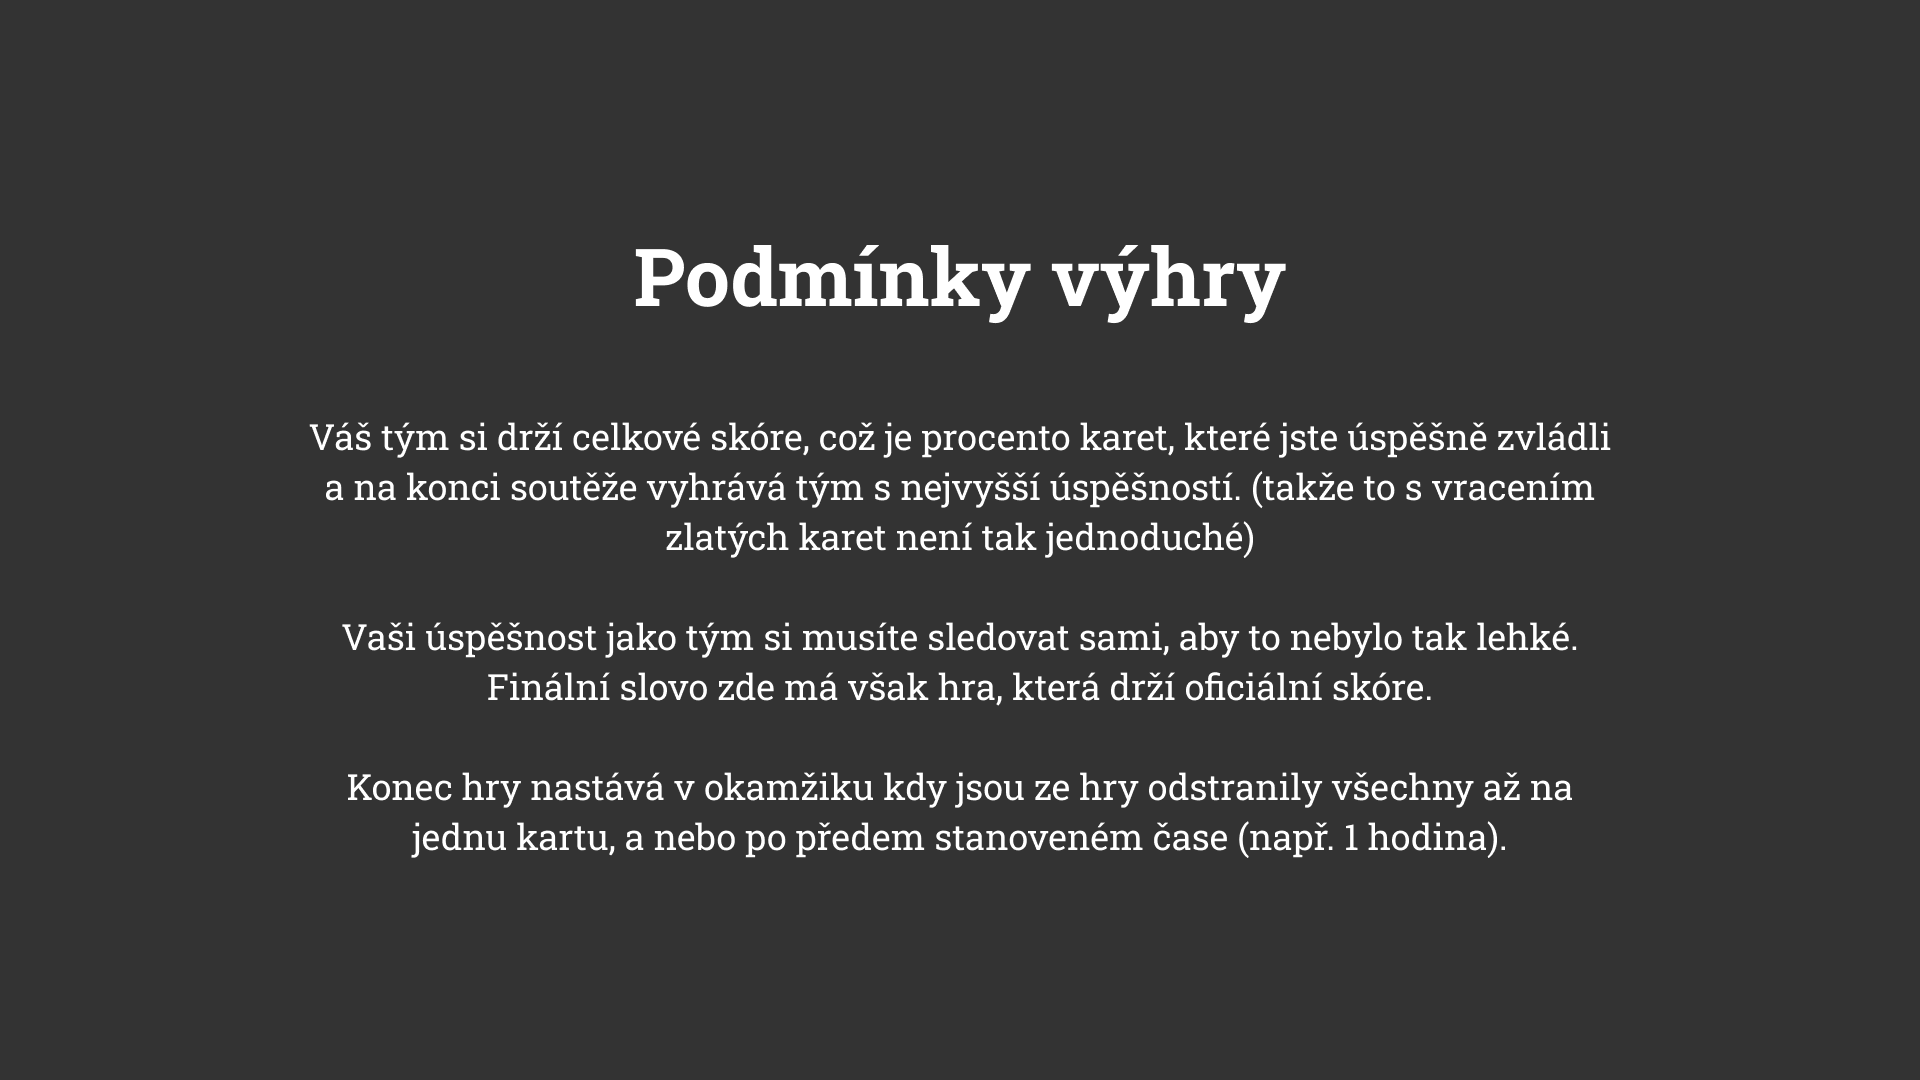 Podmínky výhry
Váš tým si drží celkové skóre, což je procento karet, které jste úspěšně zvládli
a na konci soutěže vyhrává tým s nejvyšší úspěšností. (takže to s vracením
zlatých karet není tak jednoduché)
Vaši úspěšnost jako tým si musíte sledovat sami, aby to nebylo tak lehké.
Finální slovo zde má však hra, která drží oficiální skóre.
Konec hry nastává v okamžiku kdy jsou ze hry odstranily všechny až na
jednu kartu, a nebo po předem stanoveném čase (např. 1 hodina).